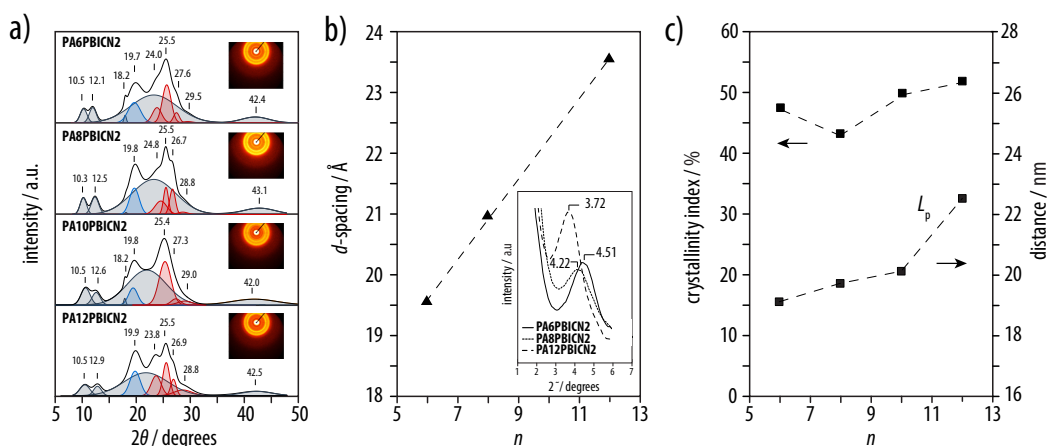 a)
PA6PBICN2
10.5 12.1 18.2 19.7 24.0 25.5 27.6 29.5 42.4
PA8PBICN2
10.3 12.5 19.8 24.8 25.5 26.7 28.8 43.1
PA10PBICN2
10.5 12.6 18.2 19.8 25.4 27.3 29.0 42.0
PA12PBICN2
10.5 12.9 19.9 23.8 25.5 26.9 28.8 42.5
intensity / a.u.
5 10 20 30 40 50
2θ / degrees
b)
24
23
22
21
20
19
18
d-spacing / Å
5 7 9 11 13
n
3.72
4.51
4.22
intensity / a.u
PA6PBICN2
PA8PBICN2
PA12PBICN2
1 2 3 4 5 6 7
2¨/ degrees
c)
60
50
40
30
20
10
0
crystallinity index / %
Lp
28
26
24
22
20
18
16
distance / nm
5 7 9 11 13
n